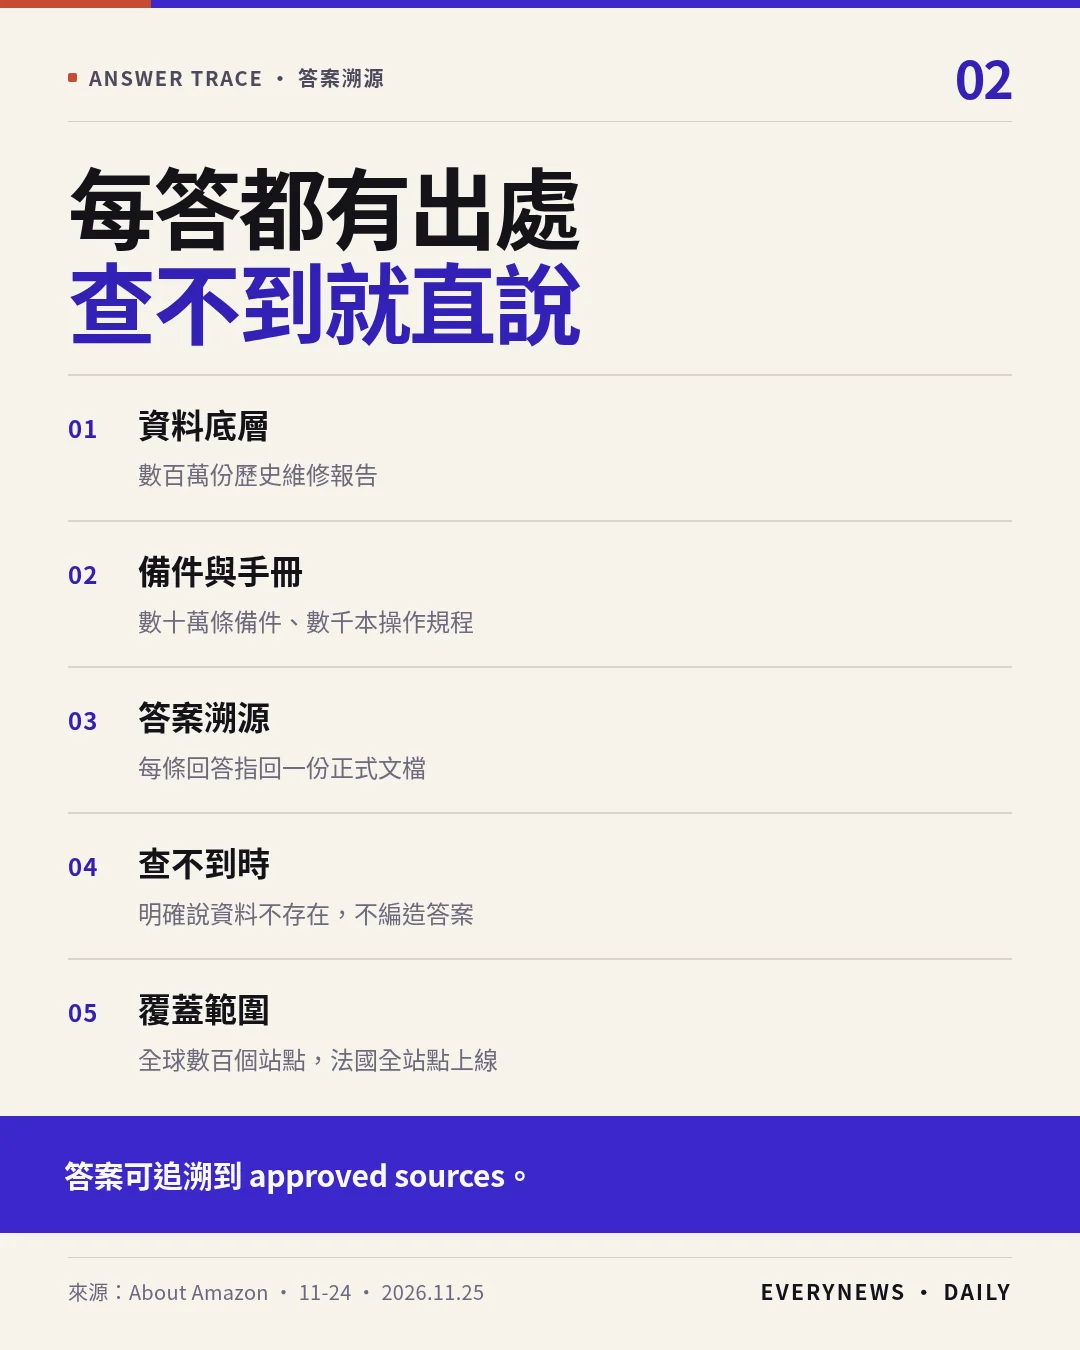 ANSWER TRACE • 答案溯源
02
每答都有出處
查不到就直說
01 資料底層
數百萬份歷史維修報告
02 備件與手冊
數十萬條備件、數千本操作規程
03 答案溯源
每條回答指回一份正式文檔
04 查不到時
明確說資料不存在，不編造答案
05 覆蓋範圍
全球數百個站點，法國全站點上線
答案可追溯到 approved sources。
來源：About Amazon • 11-24 • 2026.11.25
EVERYNEWS • DAILY